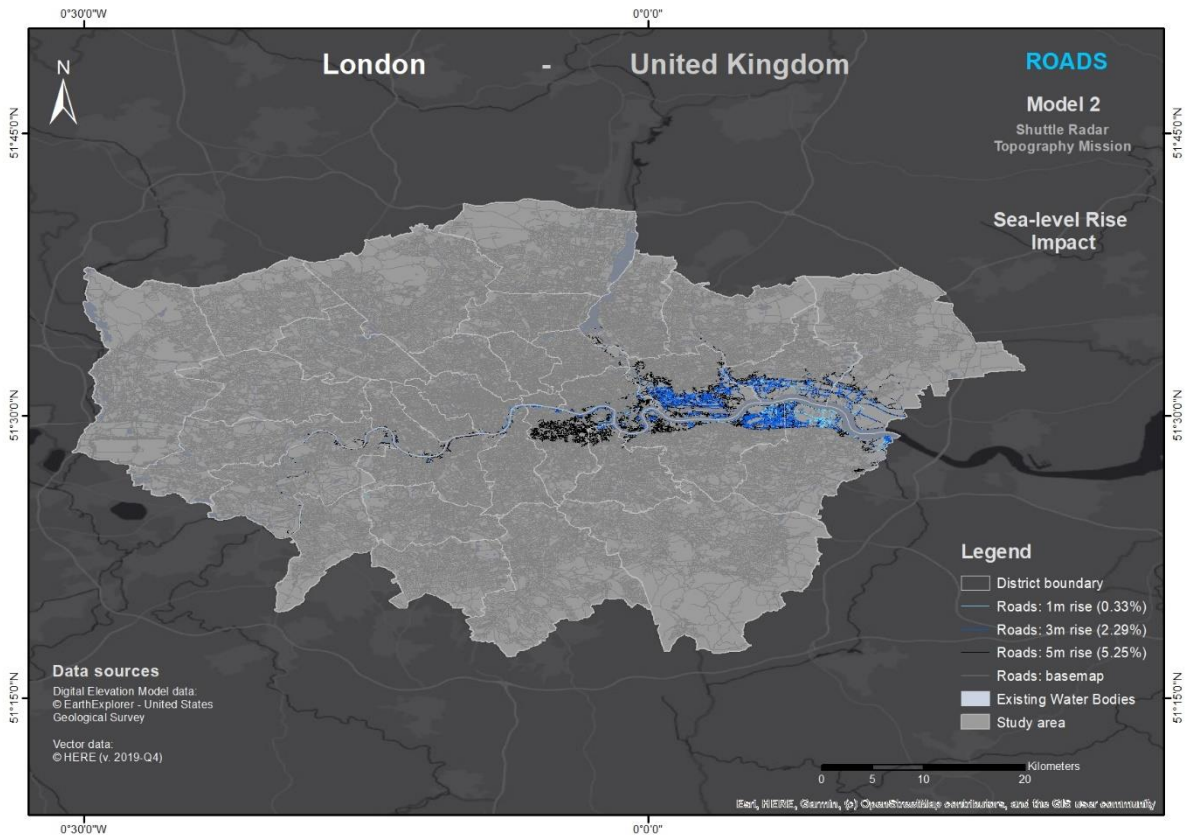 0°30'0"W
0°0'0"
N
London - United Kingdom
ROADS
Model 2
Shuttle Radar
Topography Mission
Sea-level Rise
Impact
51°45'0"N
51°45'0"N
51°30'0"N
51°30'0"N
51°15'0"N
51°15'0"N
Legend
District boundary
Roads: 1m rise (0.33%)
Roads: 3m rise (2.29%)
Roads: 5m rise (5.25%)
Roads: basemap
Existing Water Bodies
Study area
Data sources
Digital Elevation Model data:
© EarthExplorer - United States
Geological Survey
Vector data:
© HERE (v. 2019-Q4)
Kilometers
0 5 10 20
Esri, HERE, Garmin, (c) OpenStreetMap contributors, and the GIS user community
0°30'0"W
0°0'0"